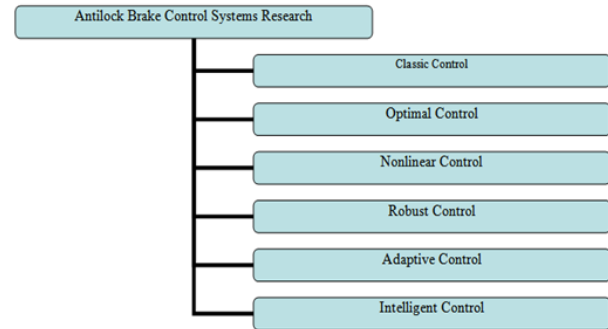 Antilock Brake Control Systems Research
Classic Control
Optimal Control
Nonlinear Control
Robust Control
Adaptive Control
Intelligent Control